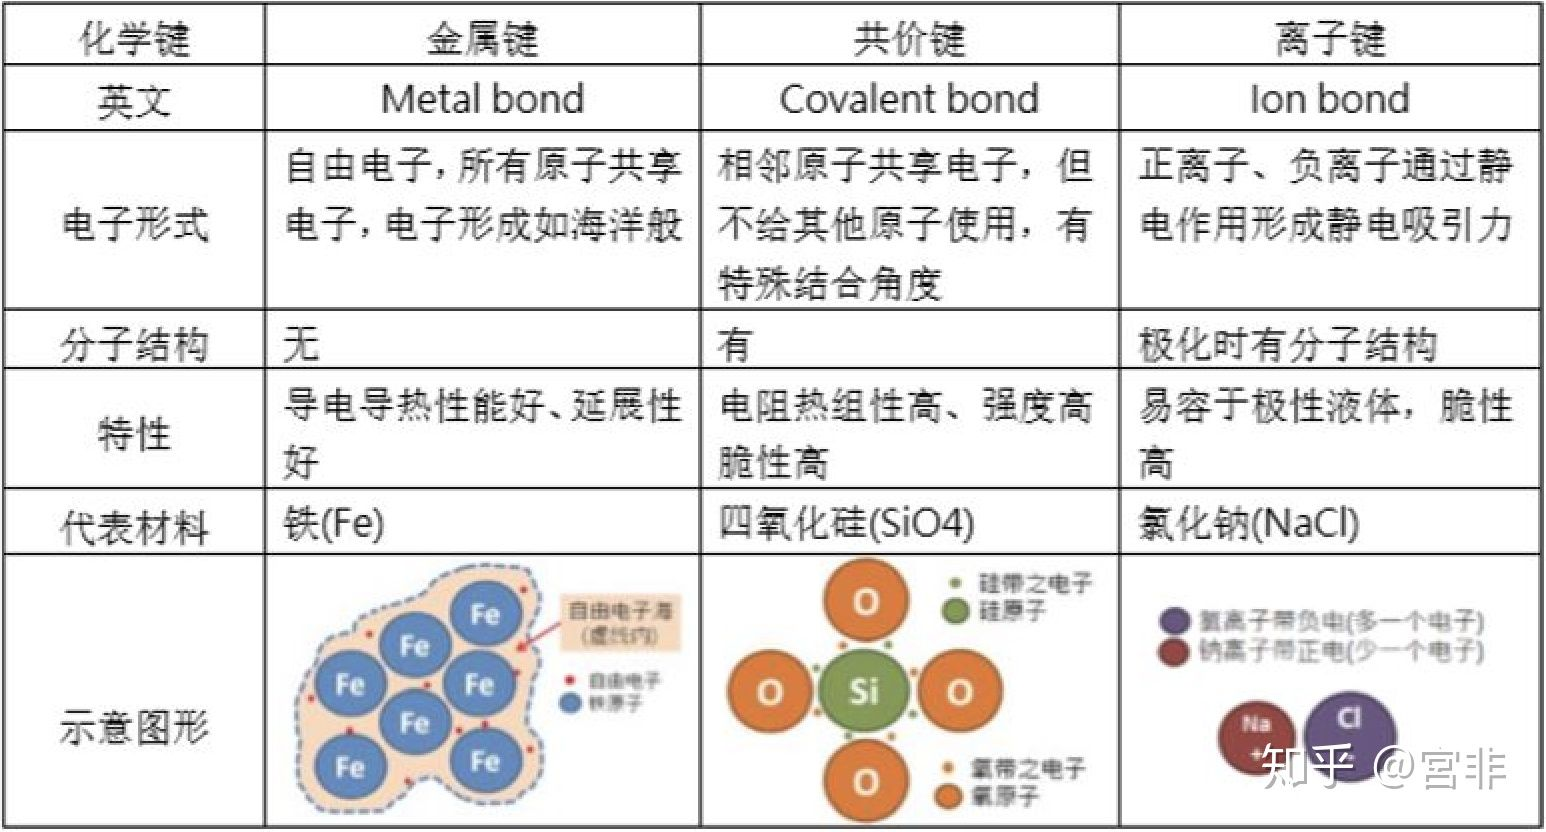 化学键 金属键 共价键 离子键
英文 Metal bond Covalent bond Ion bond
电子形式
自由电子，所有原子共享
电子，电子形成如海洋般
相邻原子共享电子，但
不给其他原子使用，有
特殊结合角度
正离子、负离子通过静
电作用形成静电吸引力
分子结构 无 有 极化时有分子结构
特性
导电导热性能好、延展性
好
电阻热组性高、强度高
脆性高
易容于极性液体，脆性
高
代表材料 铁(Fe) 四氧化硅(SiO4) 氯化钠(NaCl)
示意图形
Fe
Fe
Fe
Fe
Fe
Fe
Fe
自由电子海
(虚线内)
自由电子
铁原子
O
O
Si
O
O
硅带之电子
硅原子
氧带之电子
氧原子
氯离子带负电(多一个电子)
钠离子带正电(少一个电子)
Na
+
Cl
-
知乎 @宫非